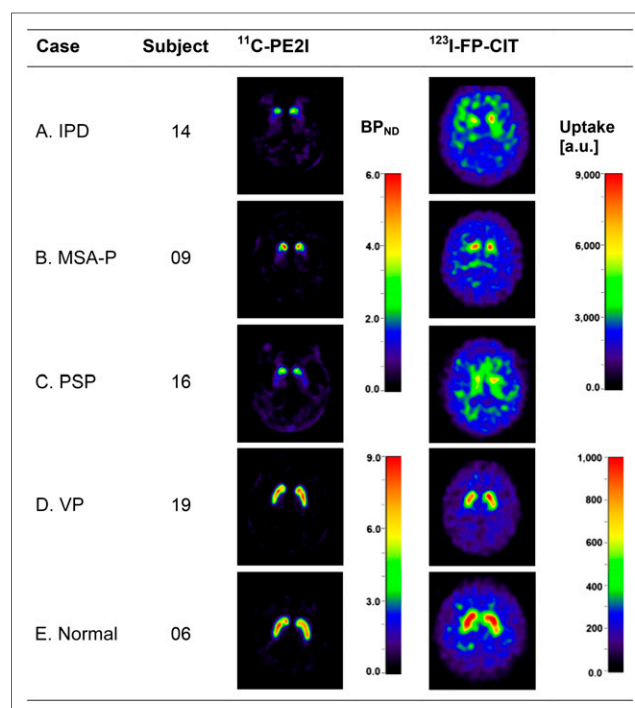 Case Subject ¹¹C-PE2I ¹²³I-FP-CIT
BP_ND Uptake
[a.u.]
A. IPD 14
6.0 9,000
B. MSA-P 09
4.0 6,000
2.0 3,000
C. PSP 16
0.0 0.0
9.0 1,000
D. VP 19
800
6.0
600
400
3.0
E. Normal 06
200
0.0 0.0